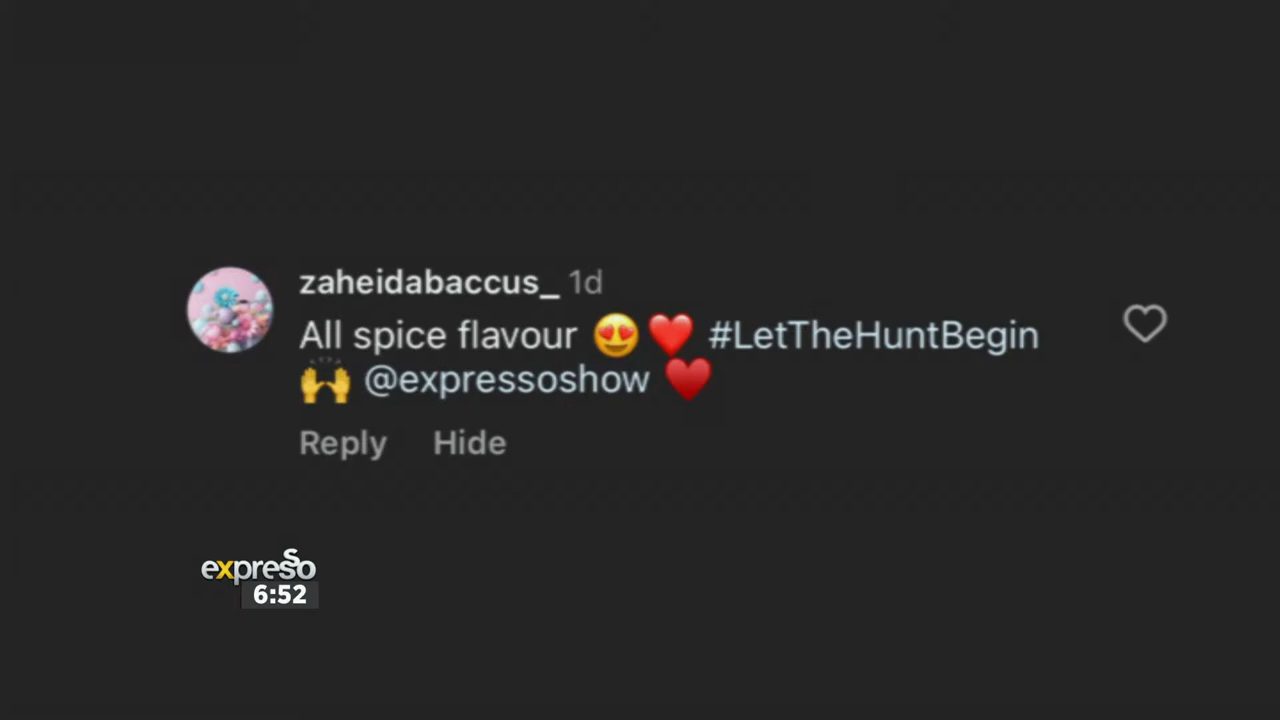 zaheidabaccus_ 1d
All spice flavour 😍❤️ #LetTheHuntBegin
🙌 @expressoshow ♥️
Reply Hide
expresso
6:52